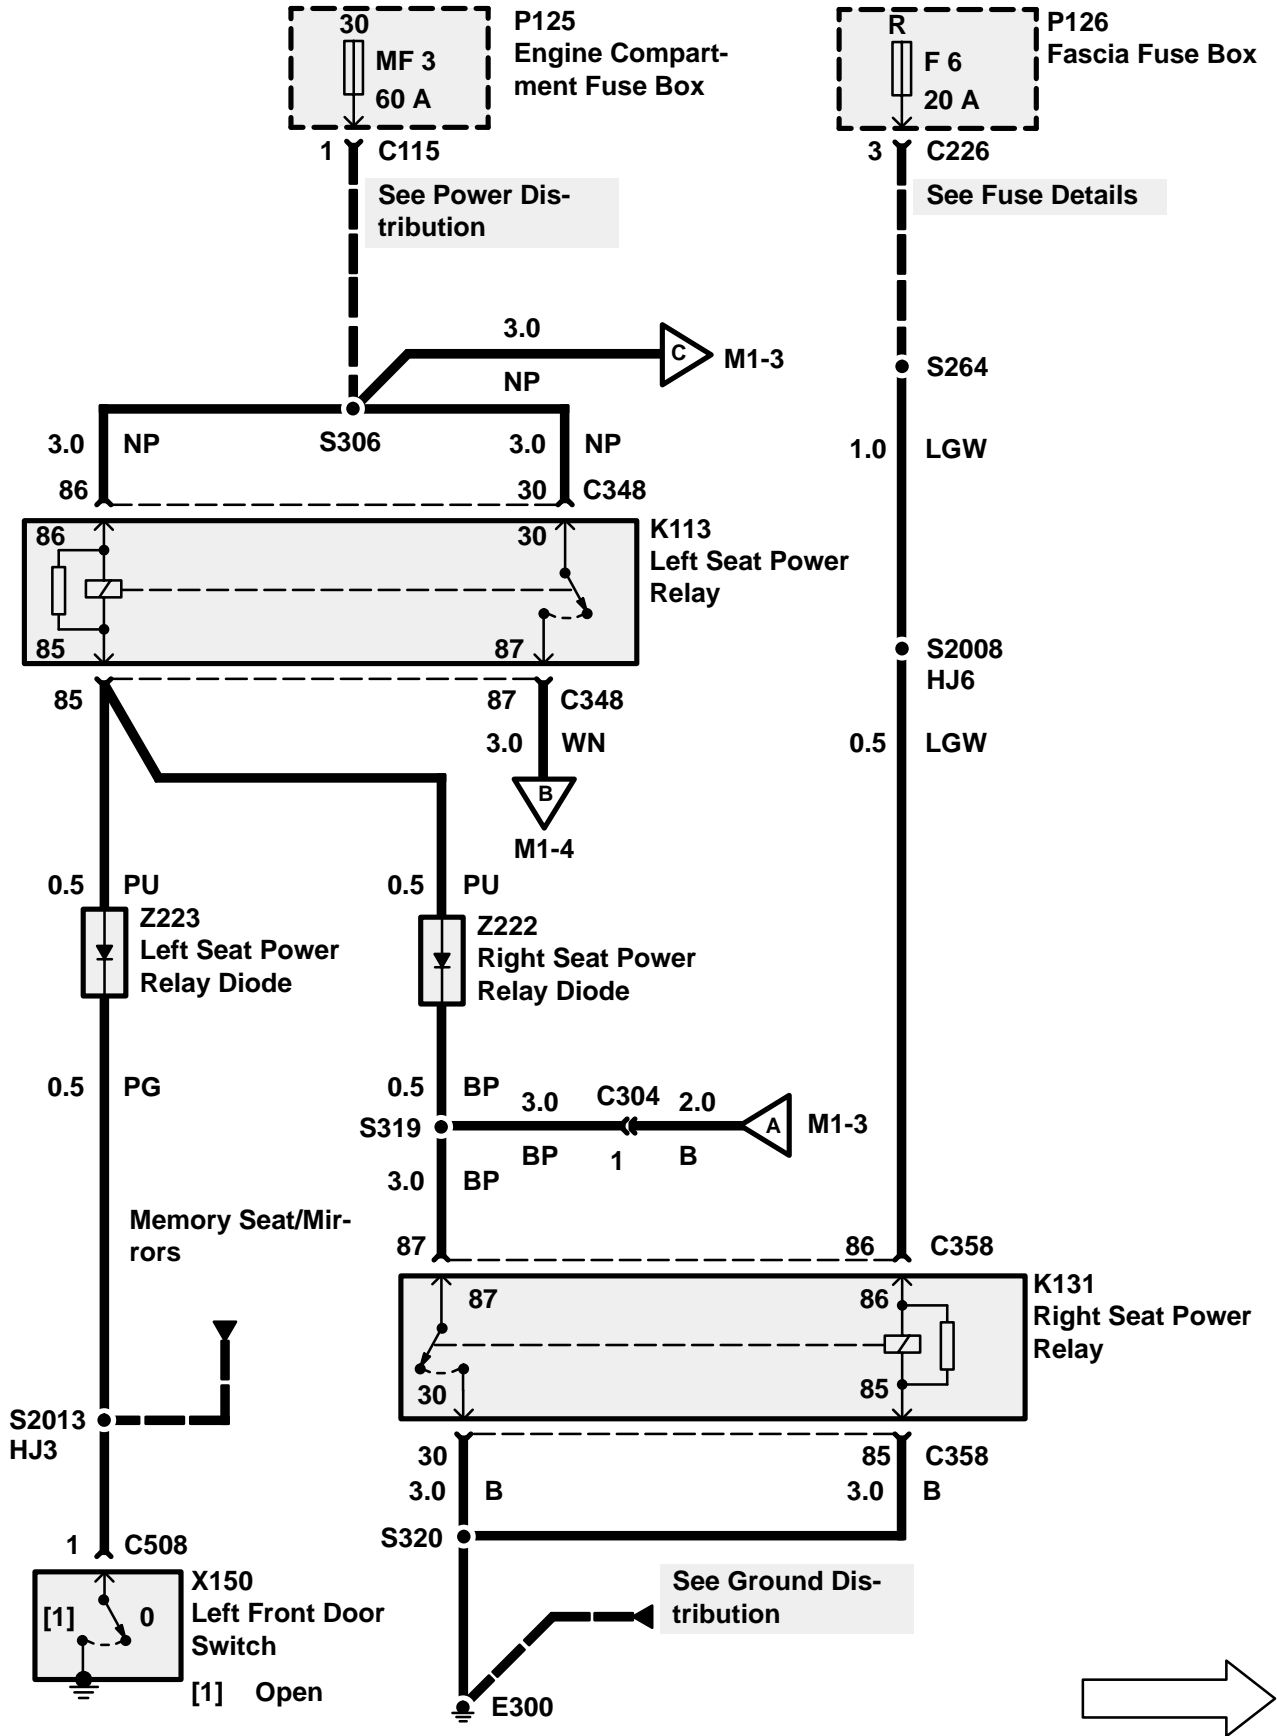 30
MF 3
60 A
P125
Engine Compart-
ment Fuse Box
R
F 6
20 A
P126
Fascia Fuse Box
1
C115
3
C226
See Power Dis-
tribution
See Fuse Details
3.0
C
M1-3
NP
S264
S306
3.0
NP
3.0
NP
1.0
LGW
86
30
C348
86
30
K113
Left Seat Power
Relay
85
87
S2008
HJ6
85
87
C348
3.0
WN
0.5
LGW
B
M1-4
0.5
PU
0.5
PU
Z223
Left Seat Power
Relay Diode
Z222
Right Seat Power
Relay Diode
0.5
PG
0.5
BP
3.0
C304
2.0
S319
A
M1-3
BP
1
B
3.0
BP
Memory Seat/Mir-
rors
87
86
C358
87
86
K131
Right Seat Power
Relay
30
85
S2013
HJ3
30
85
C358
3.0
B
3.0
B
S320
1
C508
X150
Left Front Door
Switch
[1]
0
[1] Open
See Ground Dis-
tribution
E300